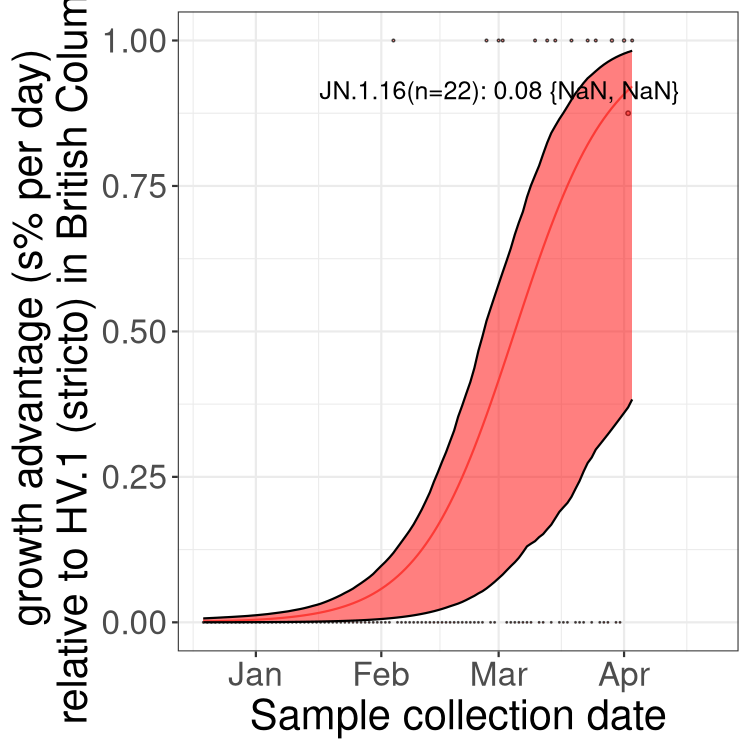 growth advantage (s% per day)
relative to HV.1 (stricto) in British Colum
1.00
0.75
0.50
0.25
0.00
JN.1.16(n=22): 0.08 {NaN, NaN}
Jan Feb Mar Apr
Sample collection date